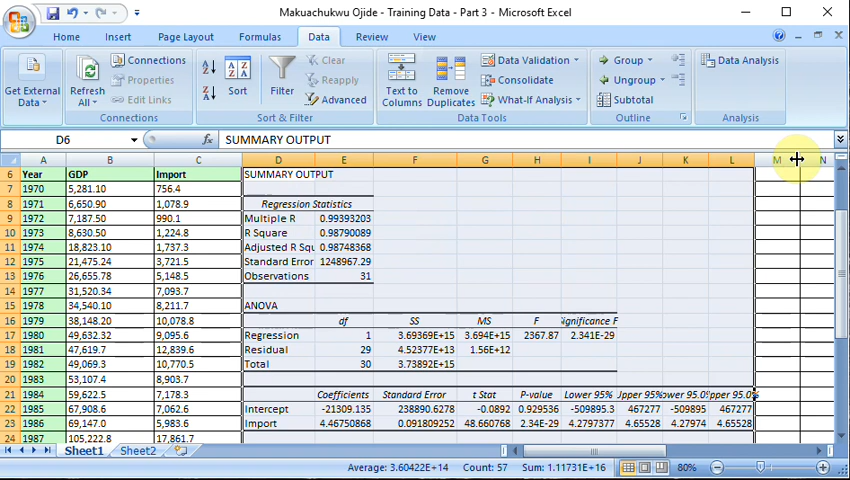 Makuachukwu Ojide - Training Data - Part 3 - Microsoft Excel
Home Insert Page Layout Formulas Data Review View
Get External Data
Refresh All
Connections
Properties
Edit Links
Connections
Sort
Filter
Clear
Reapply
Advanced
Sort & Filter
Text to Columns
Remove Duplicates
Data Validation
Consolidate
What-If Analysis
Data Tools
Group
Ungroup
Subtotal
Outline
Data Analysis
Analysis
D6 fx SUMMARY OUTPUT
A B C D E F G H I J K L M N
6 Year GDP Import SUMMARY OUTPUT
7 1970 5,281.10 756.4
8 1971 6,650.90 1,078.9 Regression Statistics
9 1972 7,187.50 990.1 Multiple R 0.99393203
10 1973 8,630.50 1,224.8 R Square 0.98790089
11 1974 18,823.10 1,737.3 Adjusted R Squ 0.98748368
12 1975 21,475.24 3,721.5 Standard Error 1248967.29
13 1976 26,655.78 5,148.5 Observations 31
14 1977 31,520.34 7,093.7
15 1978 34,540.10 8,211.7 ANOVA
16 1979 38,148.20 10,078.8 df SS MS F ignificance F
17 1980 49,632.32 9,095.6 Regression 1 3.69369E+15 3.694E+15 2367.87 2.341E-29
18 1981 47,619.7 12,839.6 Residual 29 4.52377E+13 1.56E+12
19 1982 49,069.3 10,770.5 Total 30 3.73892E+15
20 1983 53,107.4 8,903.7
21 1984 59,622.5 7,178.3 Coefficients Standard Error t Stat P-value Lower 95% Upper 95% ower 95.0% pper 95.0%
22 1985 67,908.6 7,062.6 Intercept -21309.135 238890.6278 -0.0892 0.929536 -509895.3 467277 -509895 467277
23 1986 69,147.0 5,983.6 Import 4.46750868 0.091809252 48.660768 2.34E-29 4.2797377 4.65528 4.27974 4.65528
24 1987 105,222.8 17,861.7
Sheet1 Sheet2
Average: 3.60422E+14 Count: 57 Sum: 1.11731E+16 80%